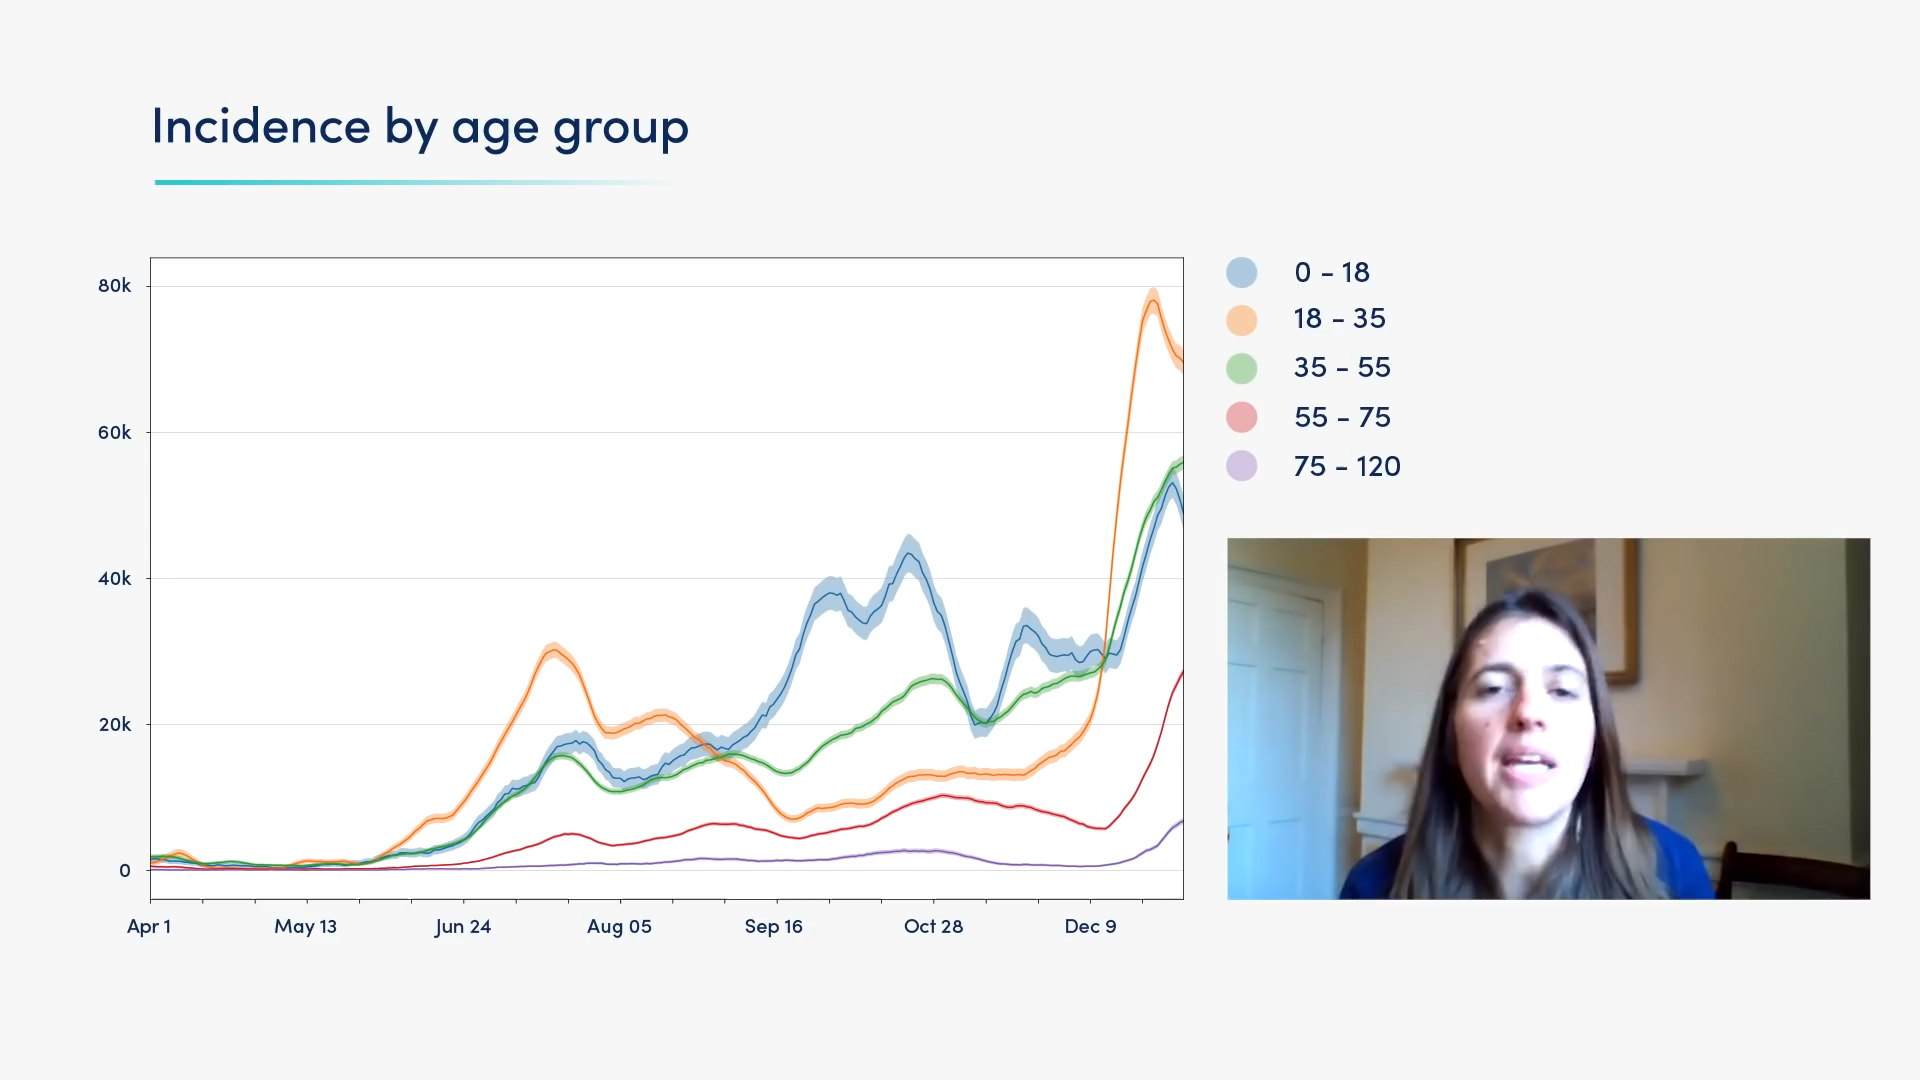 Incidence by age group
80k
60k
40k
20k
0
Apr 1
May 13
Jun 24
Aug 05
Sep 16
Oct 28
Dec 9
0 - 18
18 - 35
35 - 55
55 - 75
75 - 120